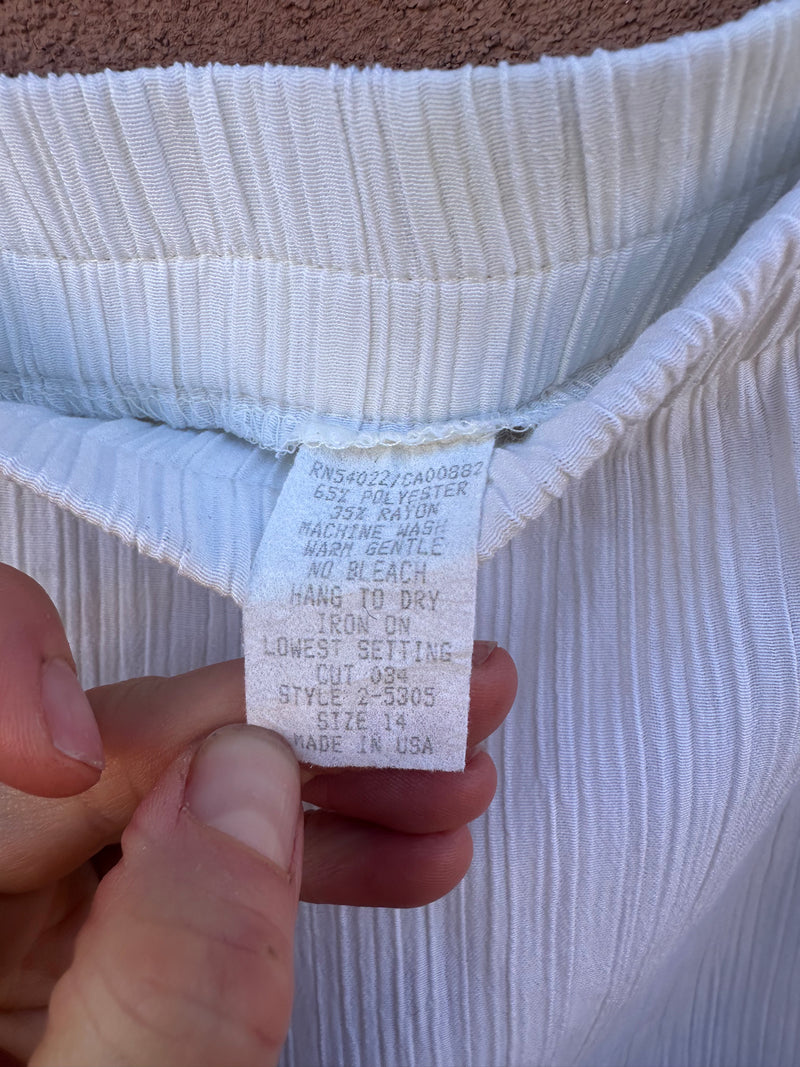 RN54022/CA00882
65% POLYESTER
35% RAYON
MACHINE WASH
WARM GENTLE
NO BLEACH
HANG TO DRY
IRON ON
LOWEST SETTING
CUT 034
STYLE 2-5305
SIZE 14
MADE IN USA